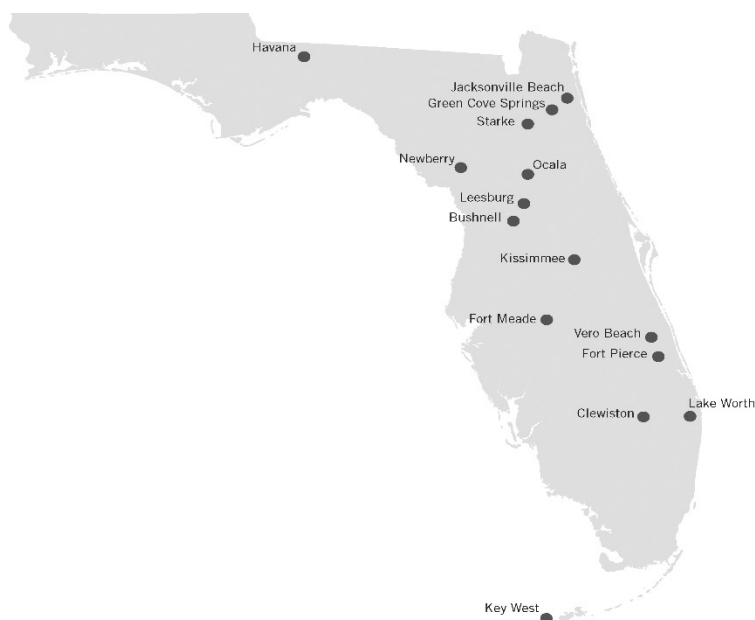 Havana
Jacksonville Beach
Green Cove Springs
Starke
Newberry
Ocala
Leesburg
Bushnell
Kissimmee
Fort Meade
Vero Beach
Fort Pierce
Lake Worth
Clewiston
Key West